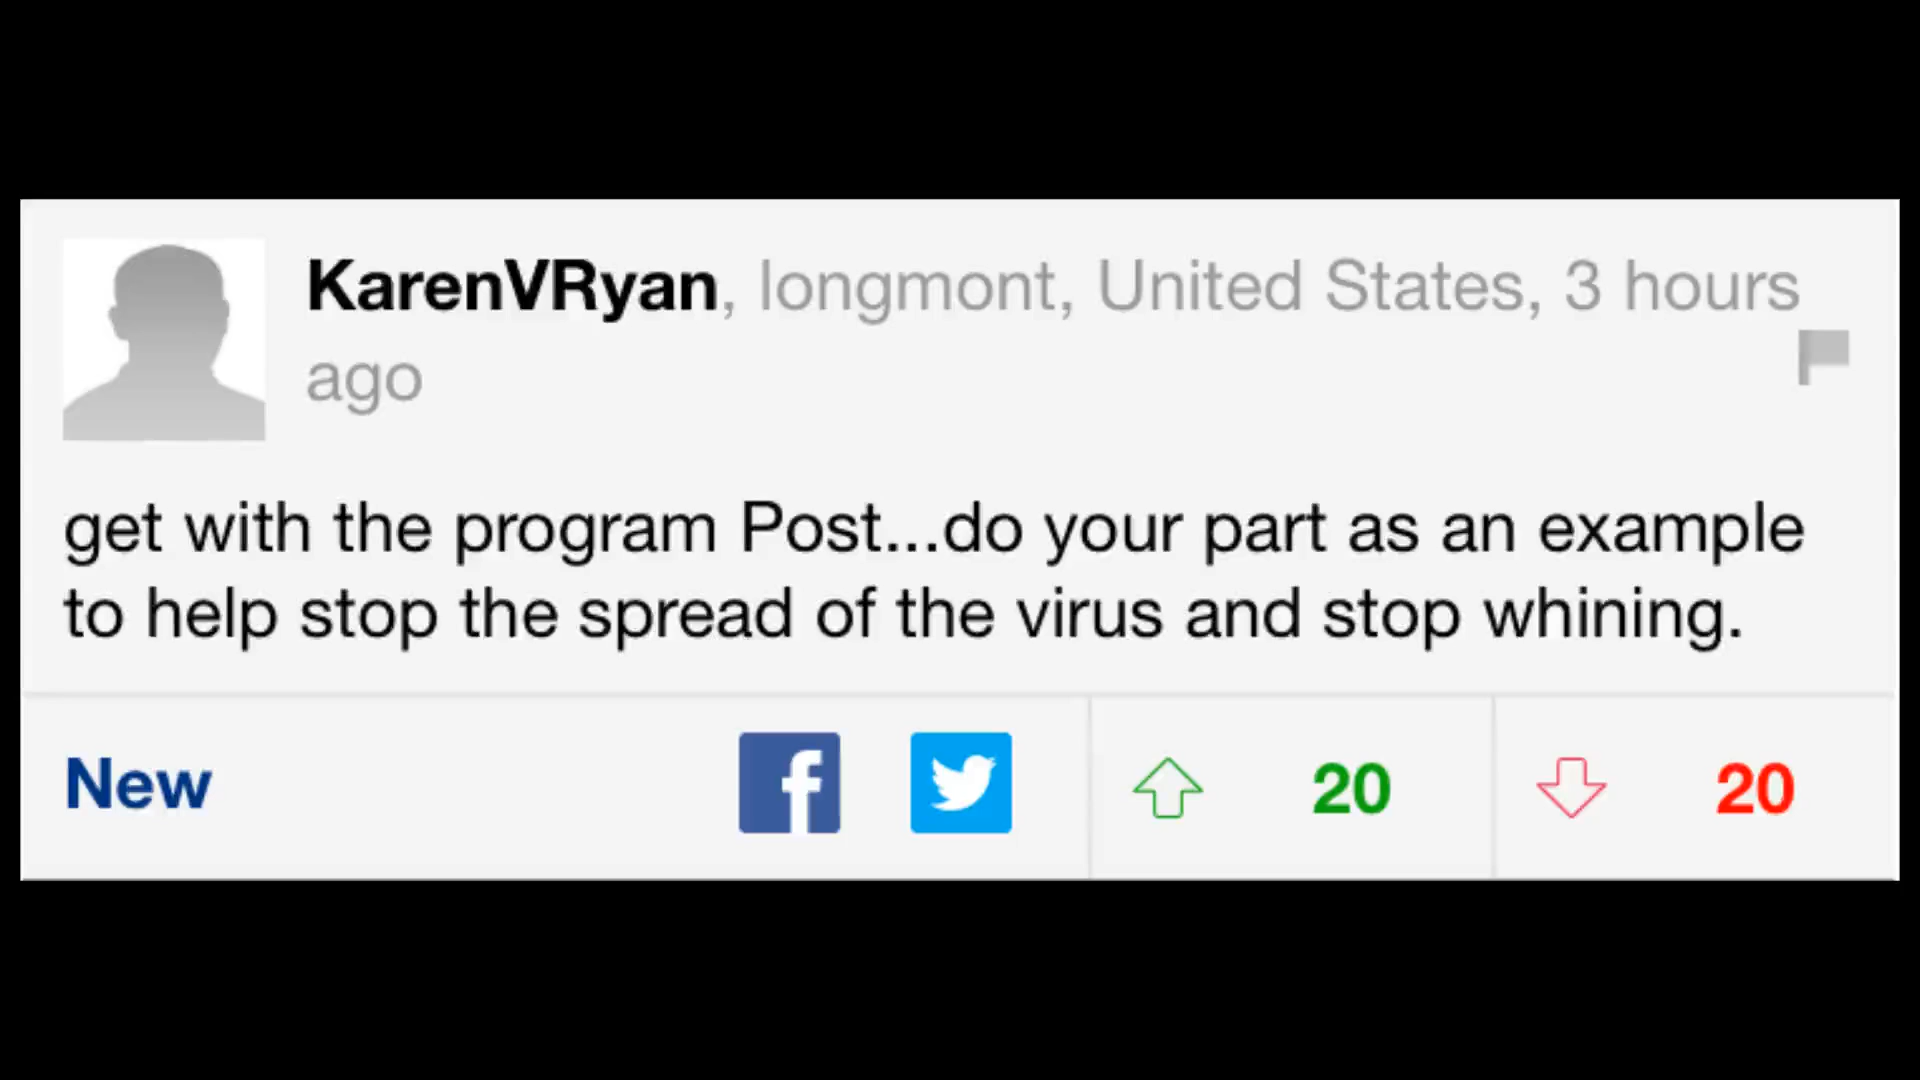 KarenVRyan, longmont, United States, 3 hours
ago
get with the program Post...do your part as an example
to help stop the spread of the virus and stop whining.
New 20 20